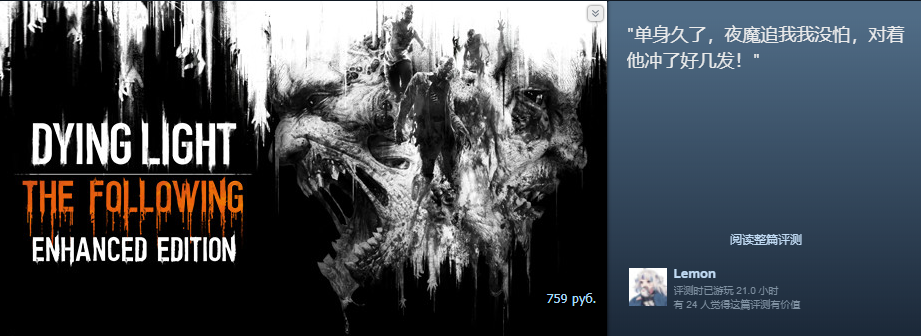 DYING LIGHT
THE FOLLOWING
ENHANCED EDITION
759 pуб.
"单身久了，夜魔追我我没怕，对着
他冲了好几发！"
阅读整篇评测
Lemon
评测时已游玩 21.0 小时
有 24 人觉得这篇评测有价值